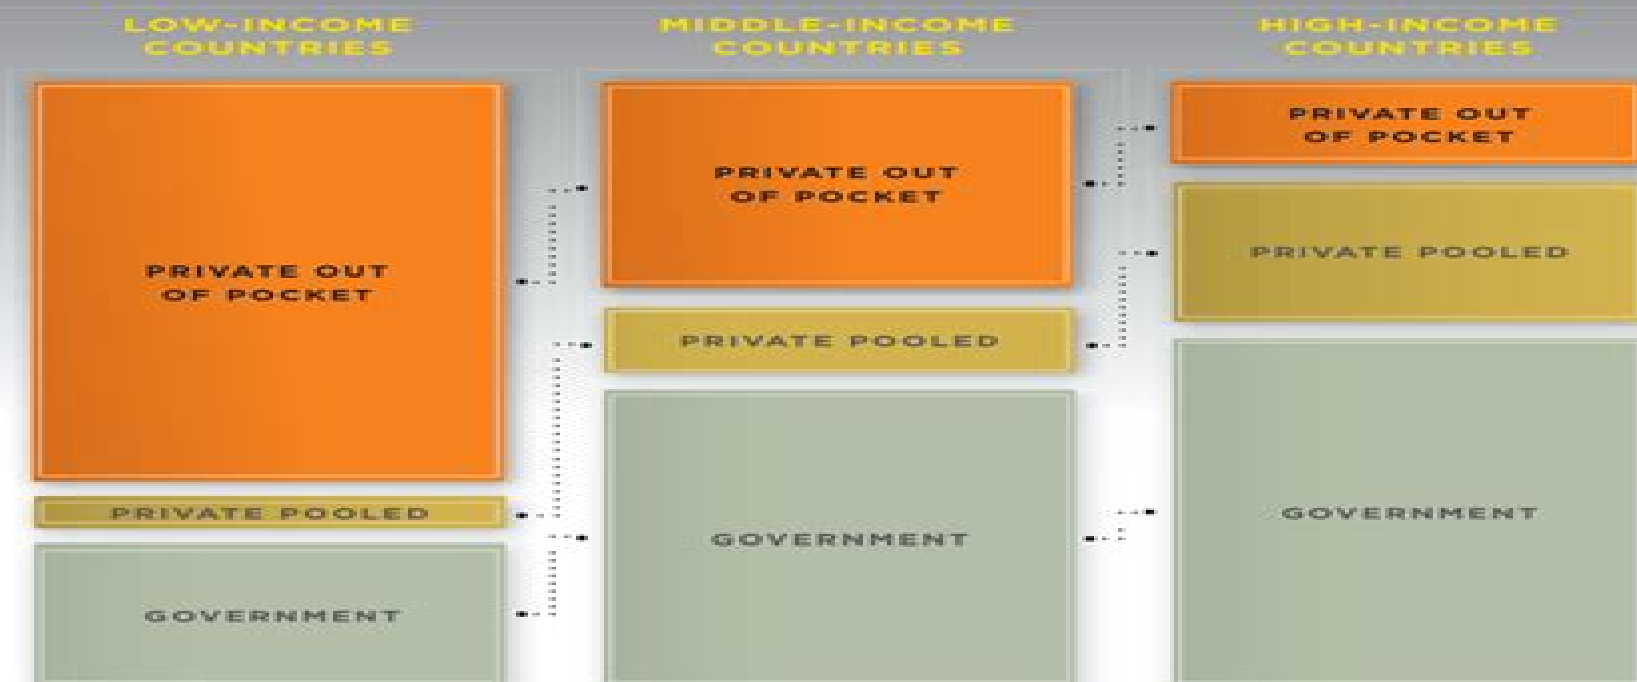 LOW-INCOME
COUNTRIES
MIDDLE-INCOME
COUNTRIES
HIGH-INCOME
COUNTRIES
PRIVATE OUT
OF POCKET
PRIVATE POOLED
GOVERNMENT
PRIVATE OUT
OF POCKET
PRIVATE POOLED
GOVERNMENT
PRIVATE OUT
OF POCKET
PRIVATE POOLED
GOVERNMENT